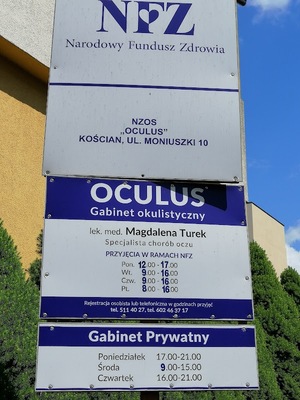 NFZ
Narodowy Fundusz Zdrowia
NZOS
„OCULUS"
KOŚCIAN, UL. MONIUSZKI 10
OCULUS
Gabinet okulistyczny
lek. med. Magdalena Turek
Specjalista chorób oczu
PRZYJĘCIA W RAMACH NFZ
Pon. 12.00 - 17.00
Wt. 9.00 - 16.00
Czw. 9.00 - 16.00
Pt. 8.00 - 16.00
Rejestracja osobista lub telefoniczna w godzinach przyjęć
tel. 511 40 27, tel. 602 46 37 17
Gabinet Prywatny
Poniedziałek 17.00-21.00
Środa 9.00-15.00
Czwartek 16.00-21.00